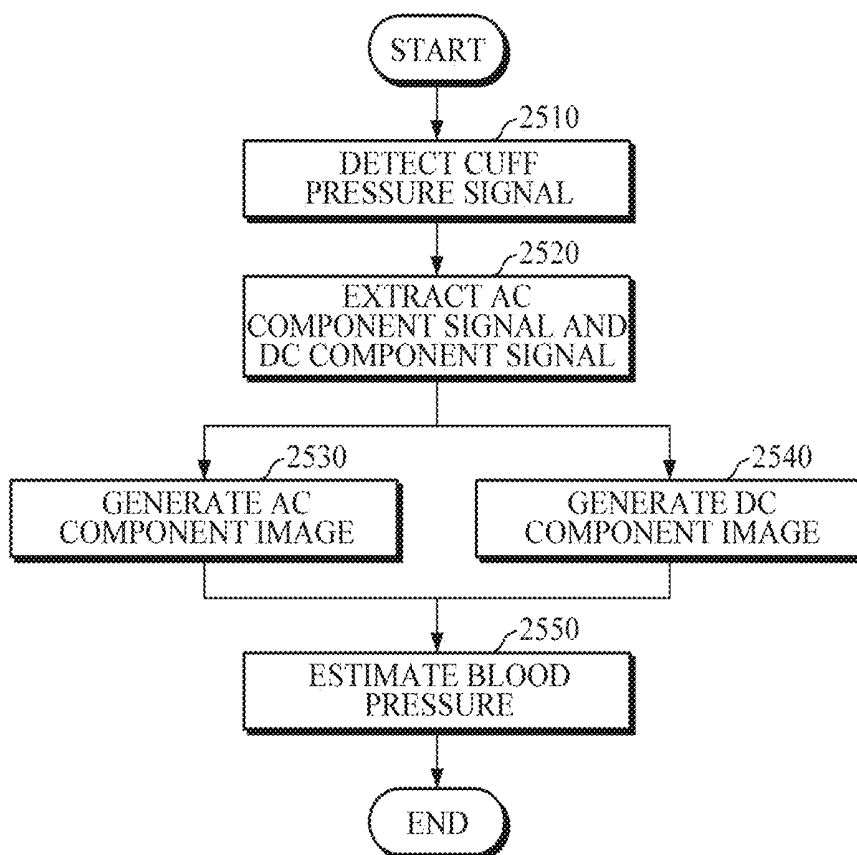 START
2510
DETECT CUFF
PRESSURE SIGNAL
2520
EXTRACT AC
COMPONENT SIGNAL AND
DC COMPONENT SIGNAL
2530
GENERATE AC
COMPONENT IMAGE
2540
GENERATE DC
COMPONENT IMAGE
2550
ESTIMATE BLOOD
PRESSURE
END